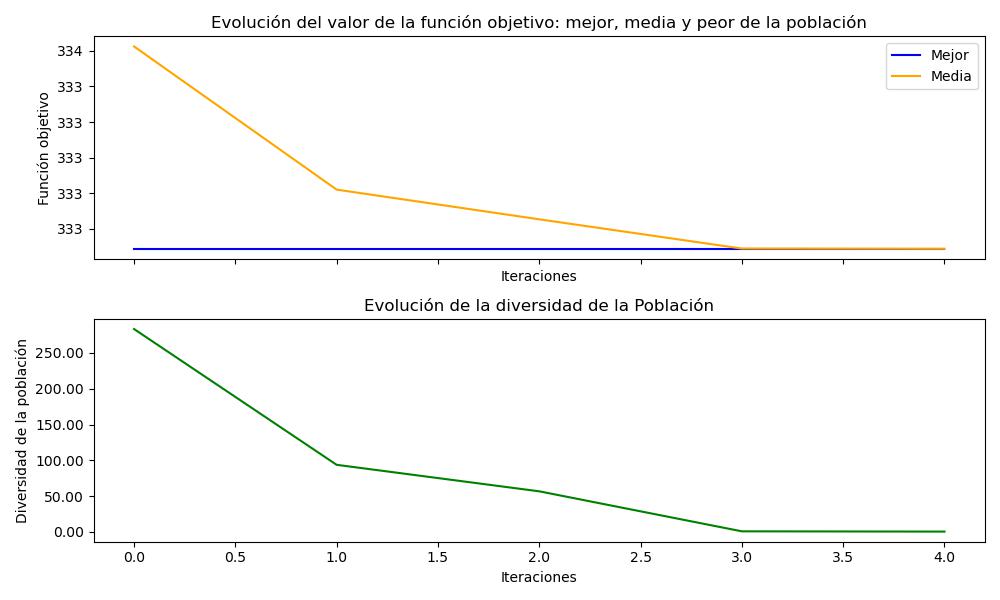 Evolución del valor de la función objetivo: mejor, media y peor de la población
334
333
333
333
333
333
Función objetivo
Mejor
Media
Iteraciones
Evolución de la diversidad de la Población
250.00
200.00
150.00
100.00
50.00
0.00
Diversidad de la población
0.0 0.5 1.0 1.5 2.0 2.5 3.0 3.5 4.0
Iteraciones